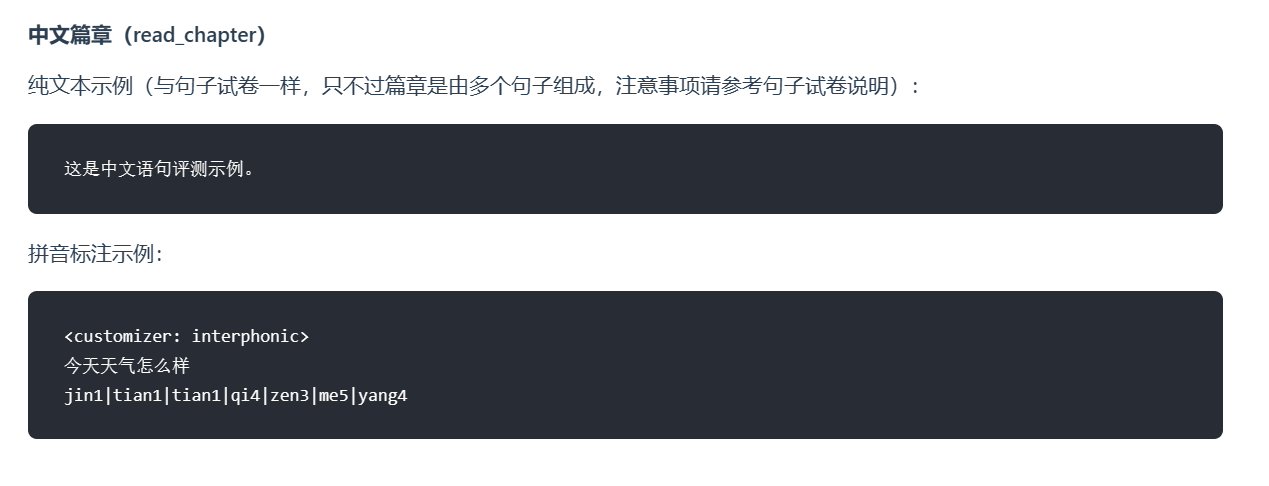 中文篇章（read_chapter）
纯文本示例（与句子试卷一样，只不过篇章是由多个句子组成，注意事项请参考句子试卷说明）：
这是中文语句评测示例。
拼音标注示例：
<customizer: interphonic>
今天天气怎么样
jin1|tian1|tian1|qi4|zen3|me5|yang4